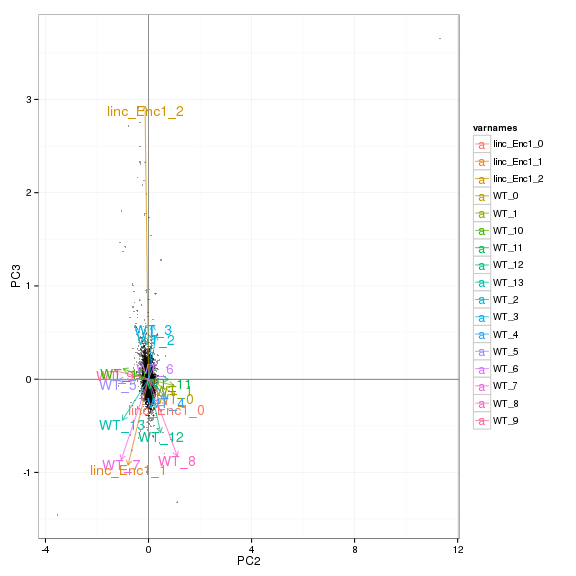 linc_Enc1_2
WT_3
WT_2
WT_6
WT_5
WT_11
WT_4
linc_Enc1_0
WT_13
WT_12
WT_8
WT_7
linc_Enc1_1
3
2
1
0
-1
PC3
-4
0
4
8
12
PC2
varnames
a linc_Enc1_0
a linc_Enc1_1
a linc_Enc1_2
a WT_0
a WT_1
a WT_10
a WT_11
a WT_12
a WT_13
a WT_2
a WT_3
a WT_4
a WT_5
a WT_6
a WT_7
a WT_8
a WT_9